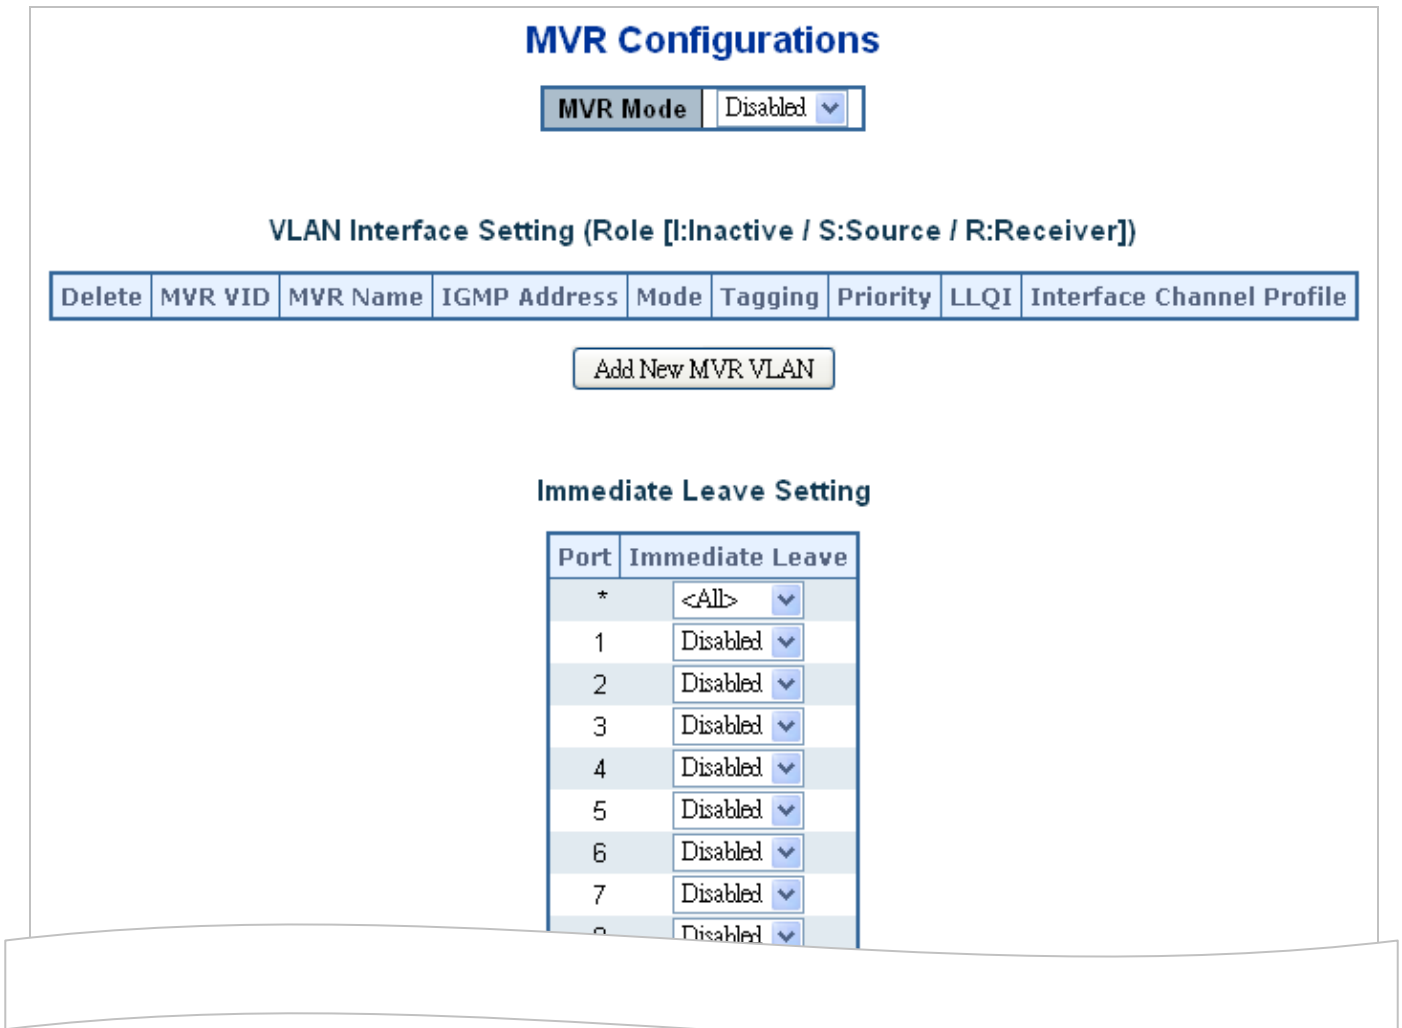 MVR Configurations
MVR Mode Disabled
VLAN Interface Setting (Role [I:Inactive / S:Source / R:Receiver])
Delete MVR VID MVR Name IGMP Address Mode Tagging Priority LLQI Interface Channel Profile
Add New MVR VLAN
Immediate Leave Setting
Port Immediate Leave
* <All>
1 Disabled
2 Disabled
3 Disabled
4 Disabled
5 Disabled
6 Disabled
7 Disabled
Disabled